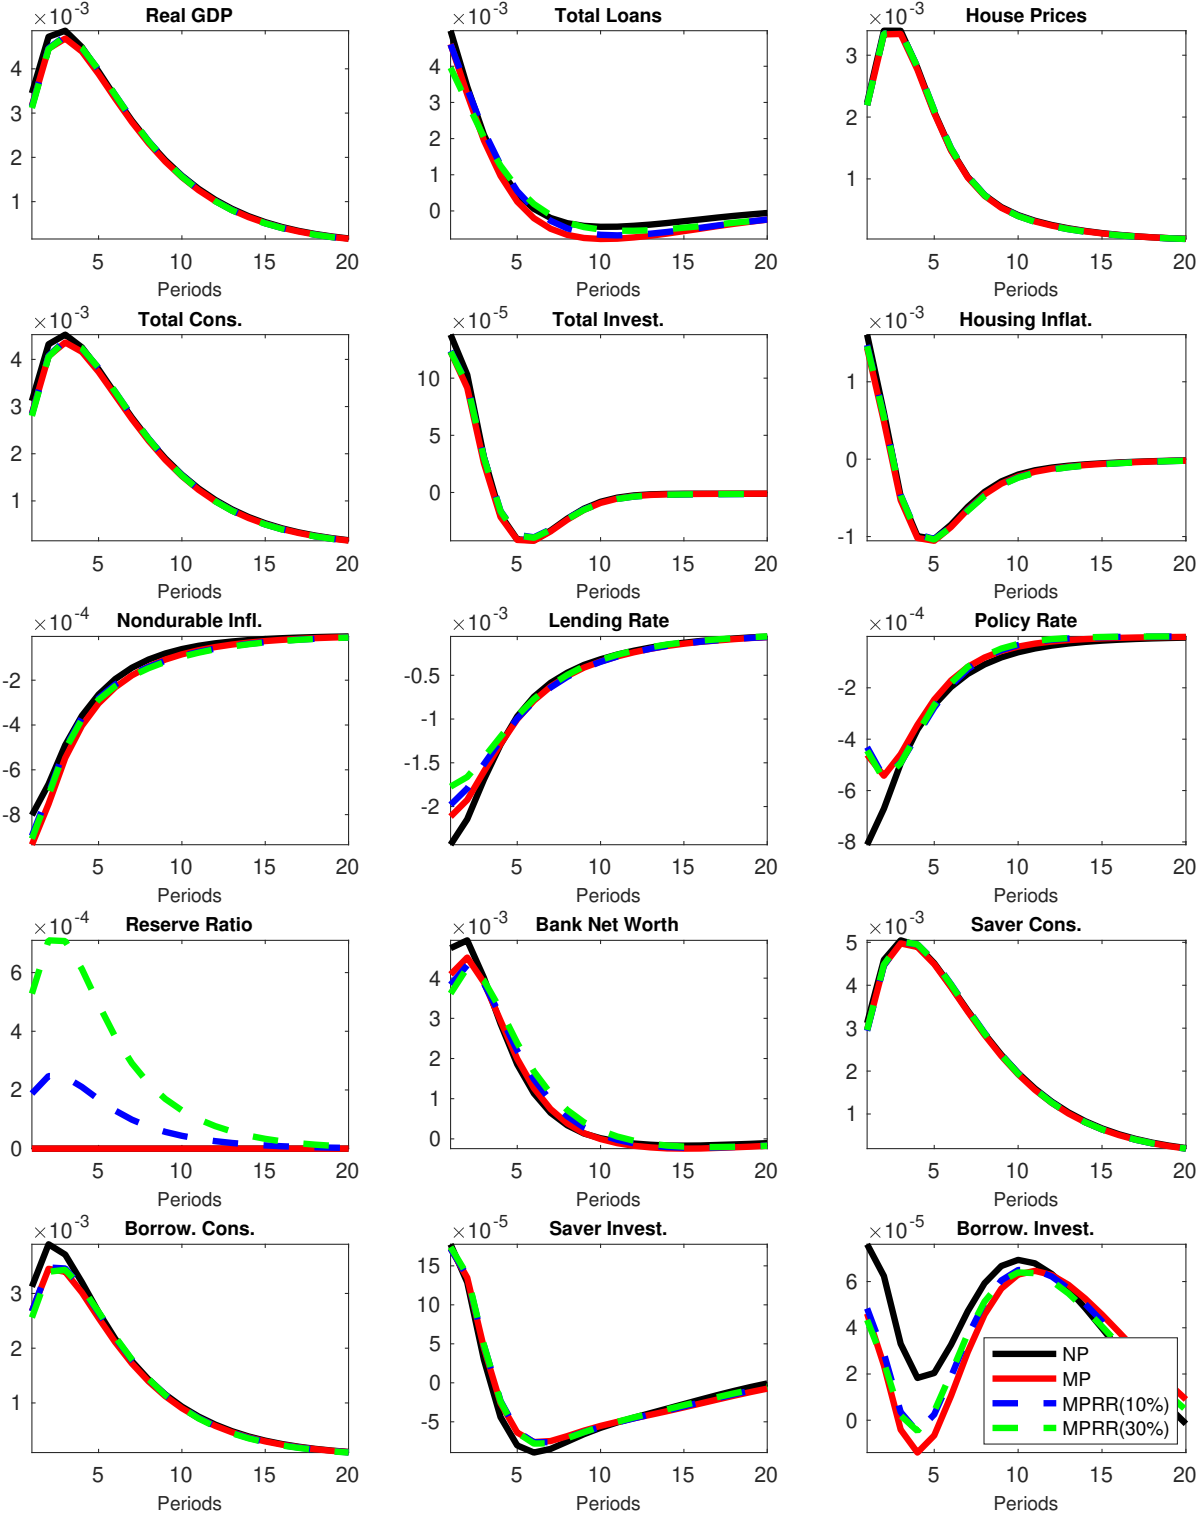 Real GDP
×10^-3
4
3
2
1
5 10 15 20
Periods
Total Loans
×10^-3
4
3
2
1
0
5 10 15 20
Periods
House Prices
×10^-3
3
2
1
5 10 15 20
Periods
Total Cons.
×10^-3
4
3
2
1
5 10 15 20
Periods
Total Invest.
×10^-5
10
5
0
5 10 15 20
Periods
Housing Inflat.
×10^-3
1
0
-1
5 10 15 20
Periods
Nondurable Infl.
×10^-4
-2
-4
-6
-8
5 10 15 20
Periods
Lending Rate
×10^-3
-0.5
-1
-1.5
-2
5 10 15 20
Periods
Policy Rate
×10^-4
-2
-4
-6
-8
5 10 15 20
Periods
Reserve Ratio
×10^-4
6
4
2
0
5 10 15 20
Periods
Bank Net Worth
×10^-3
4
3
2
1
0
5 10 15 20
Periods
Saver Cons.
×10^-3
5
4
3
2
1
5 10 15 20
Periods
Borrow. Cons.
×10^-3
3
2
1
5 10 15 20
Periods
Saver Invest.
×10^-5
15
10
5
0
-5
5 10 15 20
Periods
Borrow. Invest.
×10^-5
6
4
2
0
5 10 15 20
Periods
NP
MP
MPRR(10%)
MPRR(30%)